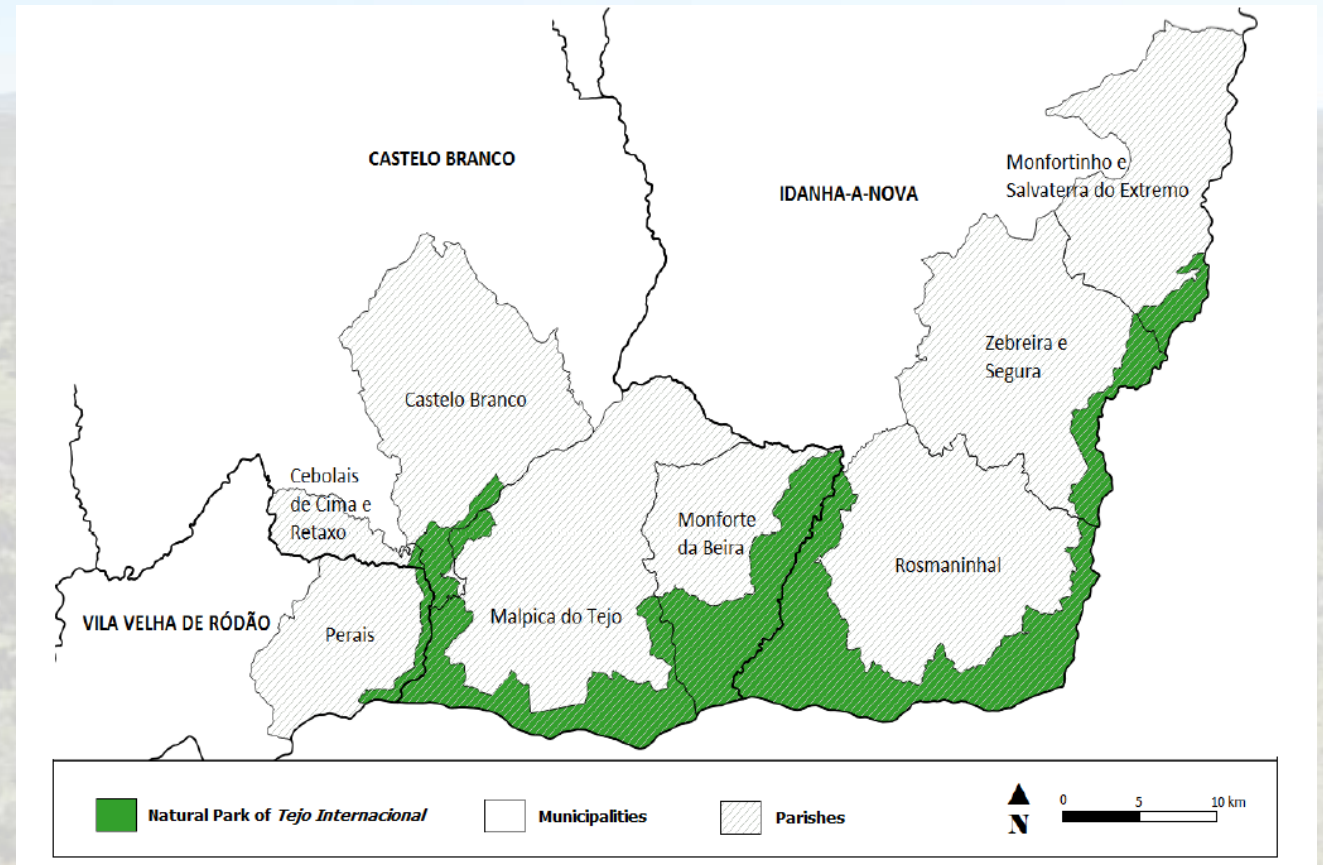 CASTELO BRANCO
IDANHA-A-NOVA
Monfortinho e
Salvaterra do Extremo
Zebreira e
Segura
Castelo Branco
Cebolais
de Cima e
Retaxo
Monforte
da Beira
Rosmaninhal
VILA VELHA DE RÓDÃO
Perais
Malpica do Tejo
Natural Park of Tejo Internacional
Municipalities
Parishes
N
0 5 10 km